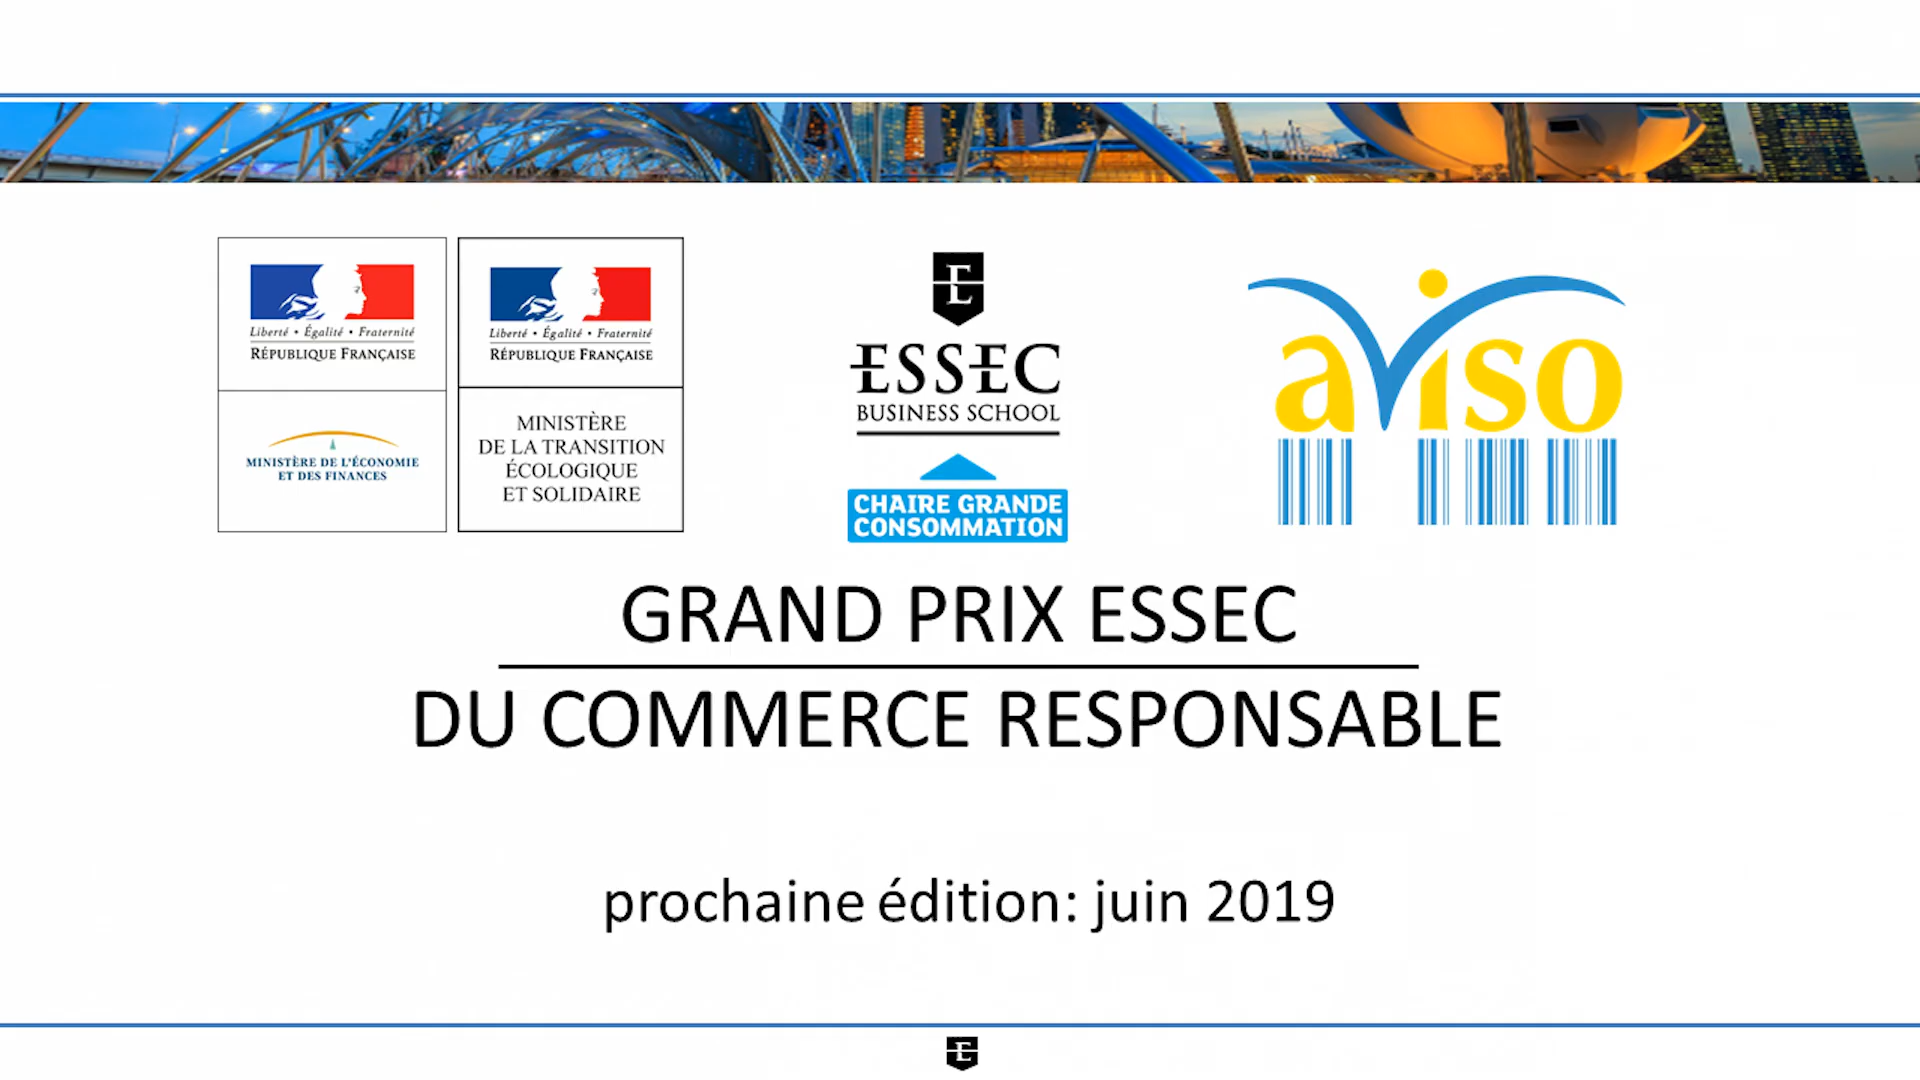 Liberté • Égalité • Fraternité
RÉPUBLIQUE FRANÇAISE
MINISTÈRE DE L'ÉCONOMIE
ET DES FINANCES
Liberté • Égalité • Fraternité
RÉPUBLIQUE FRANÇAISE
MINISTÈRE
DE LA TRANSITION
ÉCOLOGIQUE
ET SOLIDAIRE
E
ESSEC
BUSINESS SCHOOL
CHAIRE GRANDE
CONSOMMATION
aviso
GRAND PRIX ESSEC
DU COMMERCE RESPONSABLE
prochaine édition: juin 2019
E